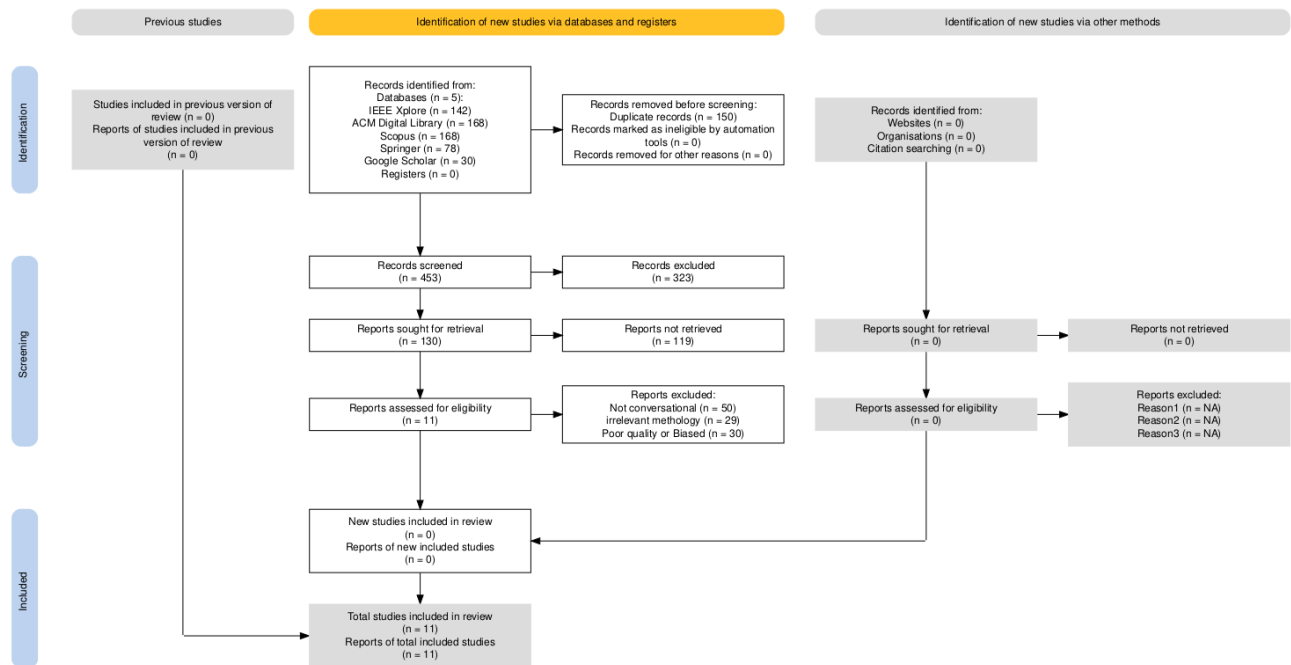 Previous studies
Identification of new studies via databases and registers
Identification of new studies via other methods
Identification
Studies included in previous version of
review (n = 0)
Reports of studies included in previous
version of review
(n = 0)
Records identified from:
Databases (n = 5):
IEEE Xplore (n = 142)
ACM Digital Library (n = 168)
Scopus (n = 168)
Springer (n = 78)
Google Scholar (n = 30)
Registers (n = 0)
Records removed before screening:
Duplicate records (n = 150)
Records marked as ineligible by automation
tools (n = 0)
Records removed for other reasons (n = 0)
Records identified from:
Websites (n = 0)
Organisations (n = 0)
Citation searching (n = 0)
Screening
Records screened
(n = 453)
Records excluded
(n = 323)
Reports sought for retrieval
(n = 130)
Reports not retrieved
(n = 119)
Reports sought for retrieval
(n = 0)
Reports not retrieved
(n = 0)
Reports assessed for eligibility
(n = 11)
Reports excluded:
Not conversational (n = 50)
irrelevant methology (n = 29)
Poor quality or Biased (n = 30)
Reports assessed for eligibility
(n = 0)
Reports excluded:
Reason1 (n = NA)
Reason2 (n = NA)
Reason3 (n = NA)
Included
New studies included in review
(n = 0)
Reports of new included studies
(n = 0)
Total studies included in review
(n = 11)
Reports of total included studies
(n = 11)